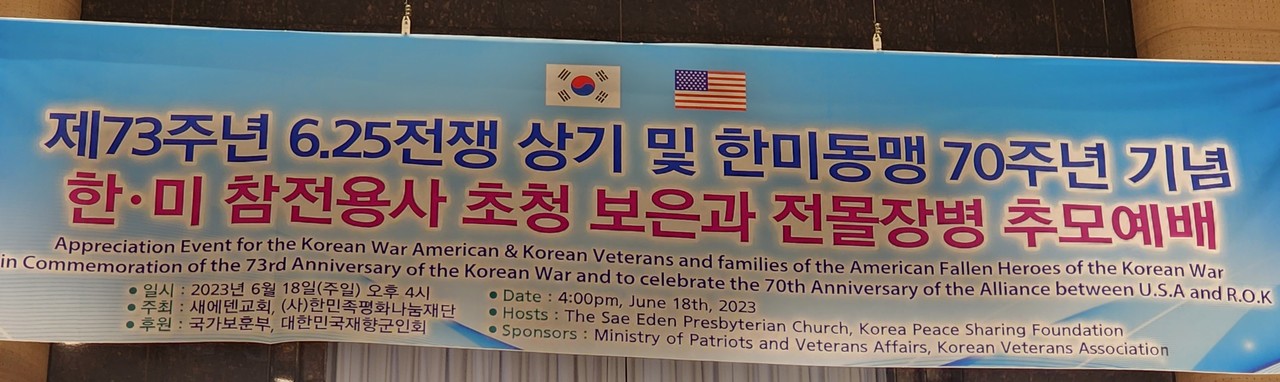 제73주년 6.25전쟁 상기 및 한미동맹 70주년 기념
한·미 참전용사 초청 보은과 전몰장병 추모예배
Appreciation Event for the Korean War American & Korean Veterans and families of the American Fallen Heroes of the Korean War
in Commemoration of the 73rd Anniversary of the Korean War and to celebrate the 70th Anniversary of the Alliance between U.S.A and R.O.K
• 일시 : 2023년 6월 18일(주일) 오후 4시
• 주최 : 새에덴교회, (사)한민족평화나눔재단
• 후원 : 국가보훈부, 대한민국재향군인회
• Date : 4:00pm, June 18th, 2023
• Hosts : The Sae Eden Presbyterian Church, Korea Peace Sharing Foundation
• Sponsors : Ministry of Patriots and Veterans Affairs, Korean Veterans Association